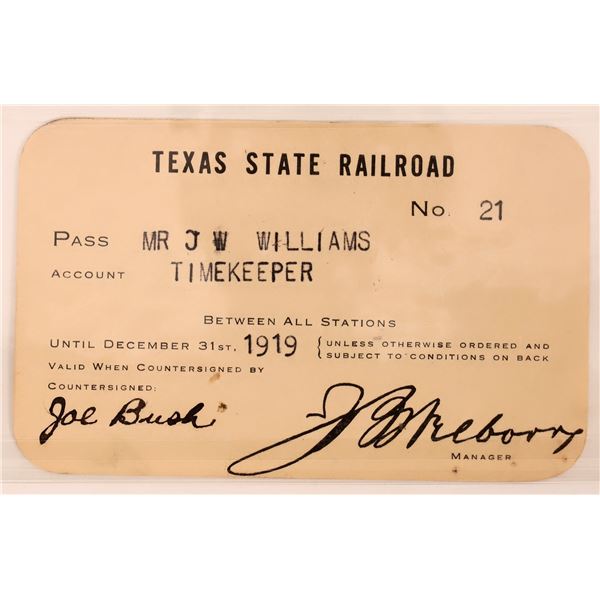 TEXAS STATE RAILROAD
No. 21
PASS MR J W WILLIAMS
ACCOUNT TIMEKEEPER
BETWEEN ALL STATIONS
UNTIL DECEMBER 31ST, 1919 { UNLESS OTHERWISE ORDERED AND
SUBJECT TO CONDITIONS ON BACK
VALID WHEN COUNTERSIGNED BY
COUNTERSIGNED:
Joe Bush
MANAGER